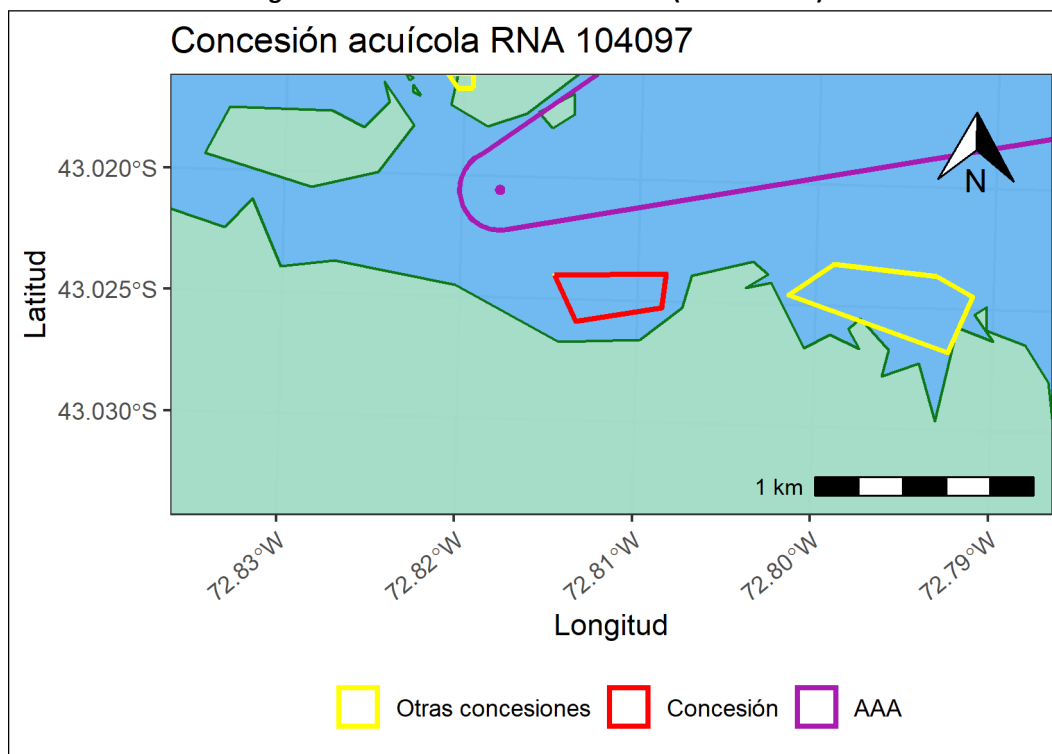 Concesión acuícola RNA 104097
43.020°S
43.025°S
43.030°S
Latitud
N
1 km
72.83°W
72.82°W
72.81°W
72.80°W
72.79°W
Longitud
Otras concesiones
Concesión
AAA